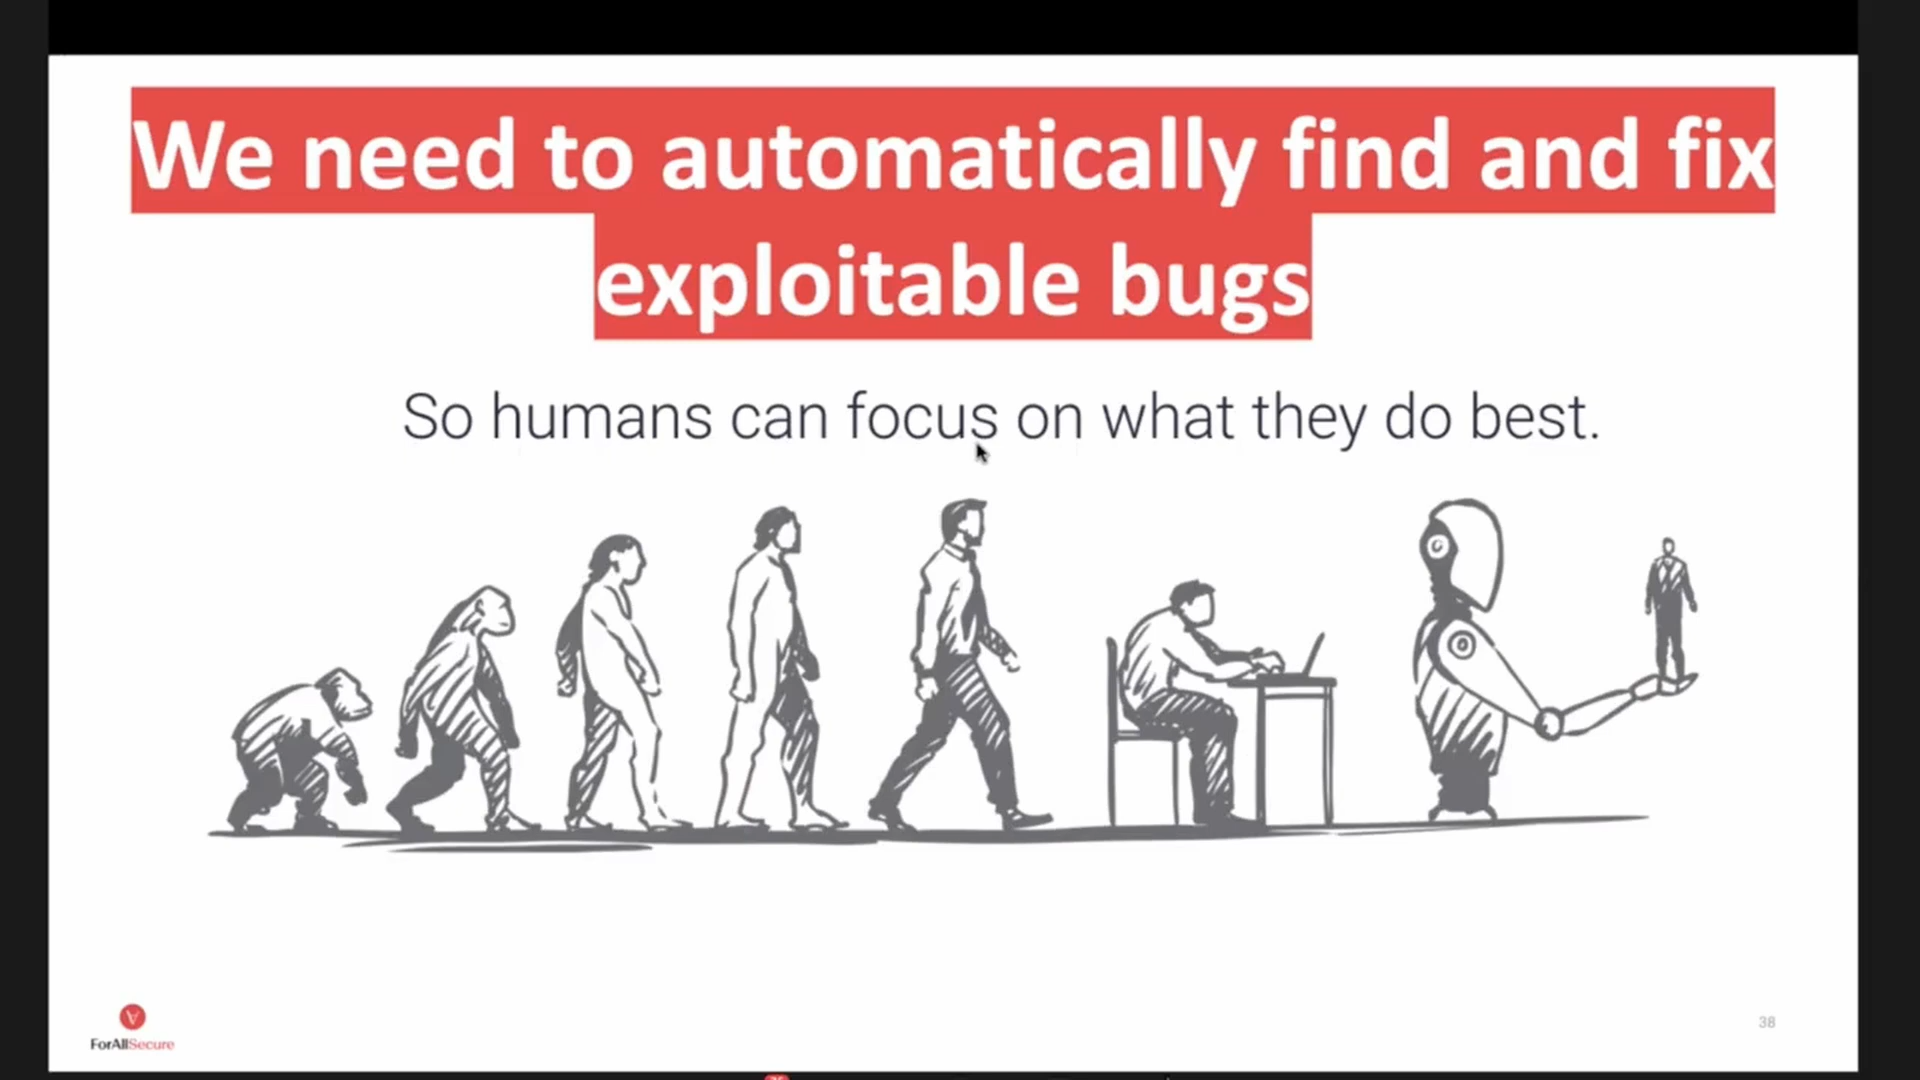 We need to automatically find and fix
exploitable bugs
So humans can focus on what they do best.
ForAllSecure
38